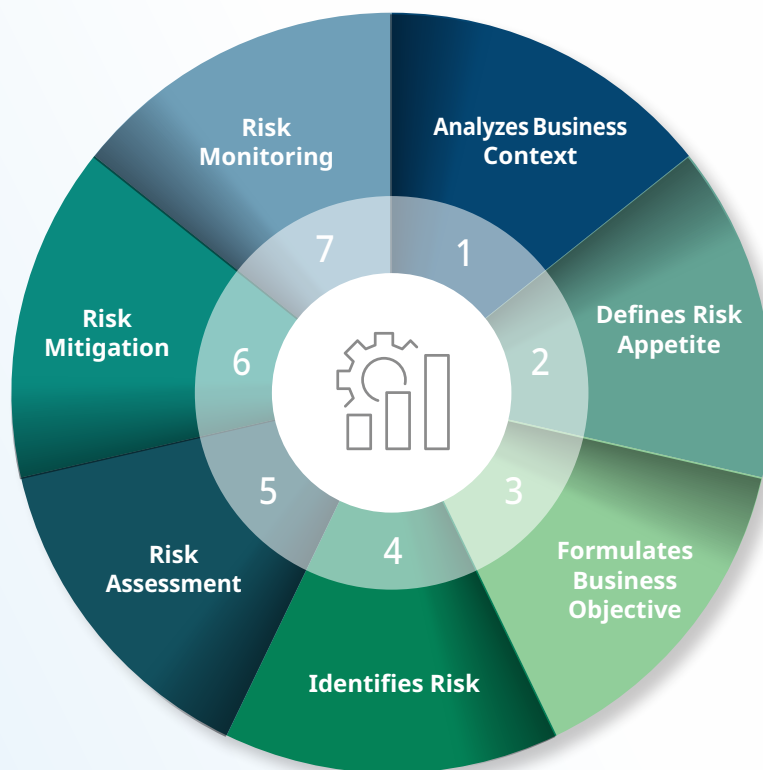 Analyzes Business
Context
1
Defines Risk
Appetite
2
Formulates
Business
Objective
3
Identifies Risk
4
Risk
Assessment
5
Risk
Mitigation
6
Risk
Monitoring
7